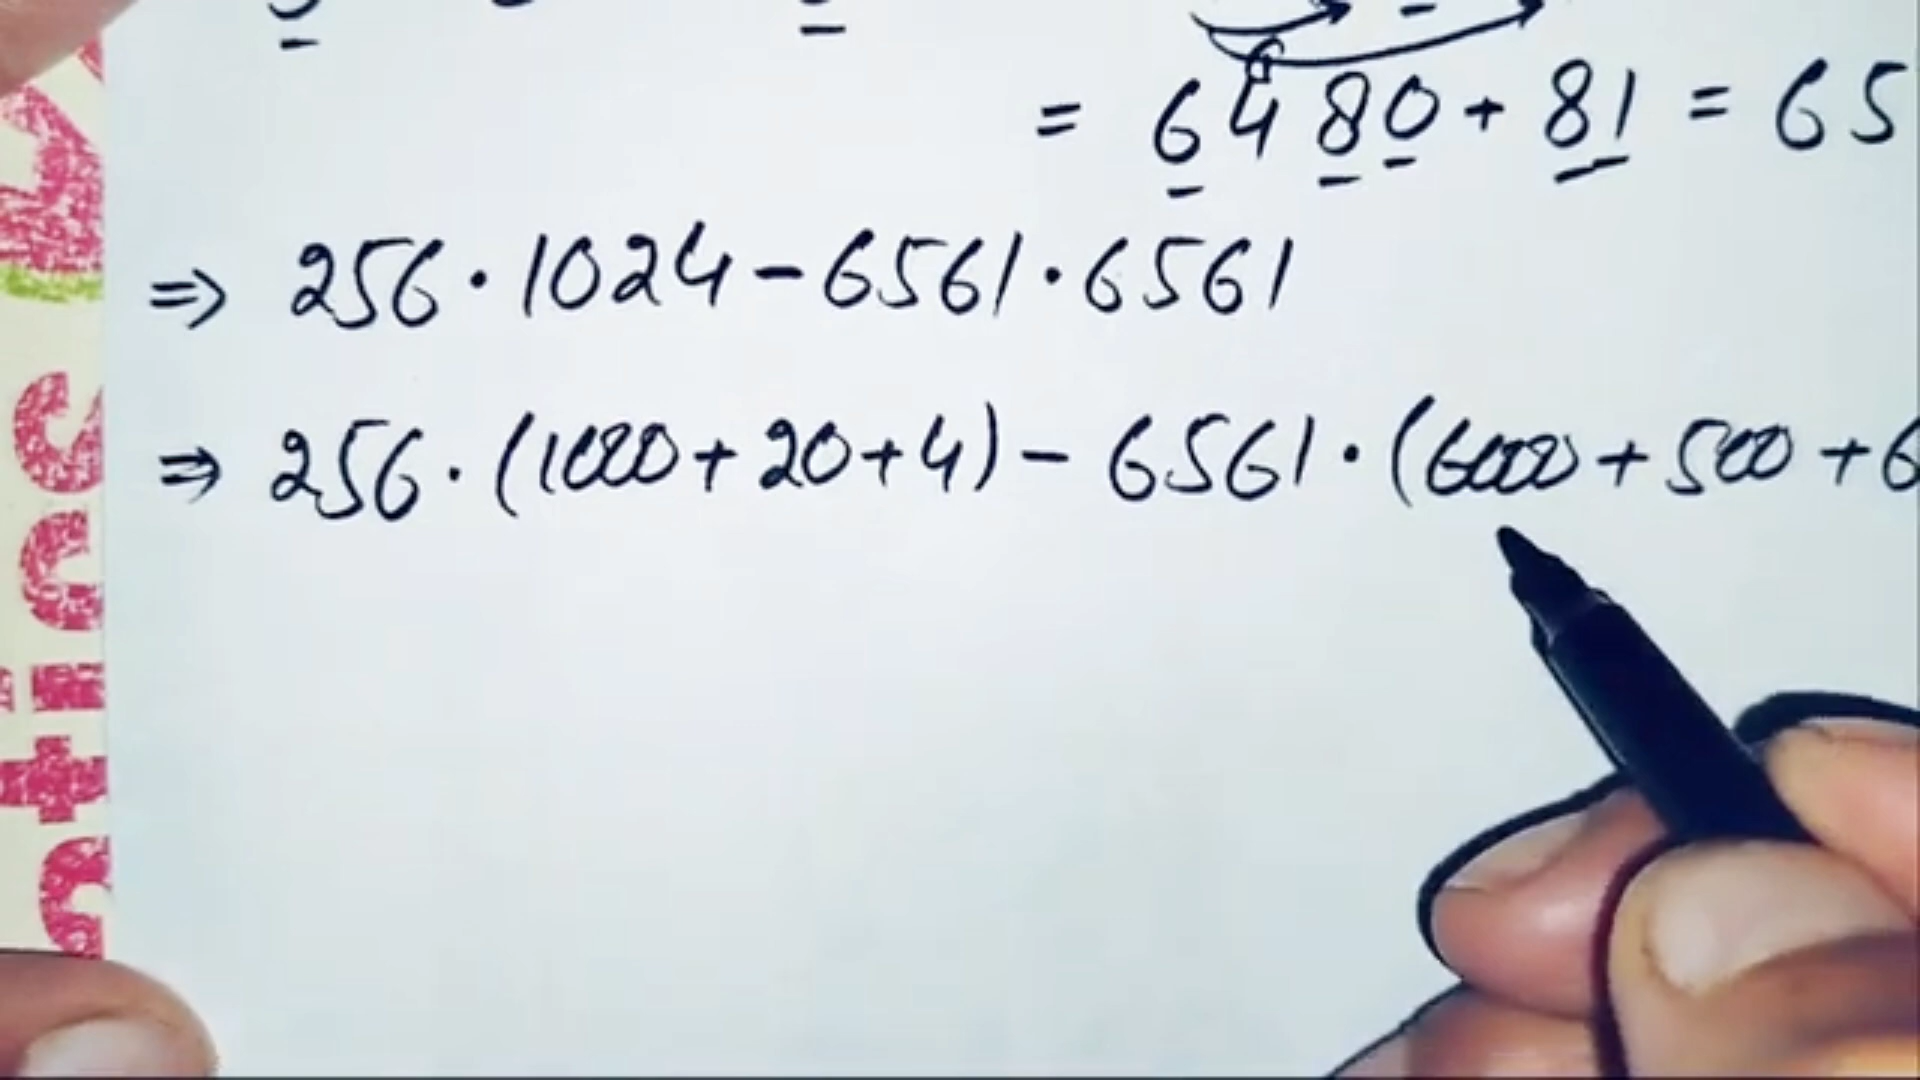 = 6480 + 81 = 65
⇒ 256 · 1024 - 6561 · 6561
⇒ 256 · (1000 + 20 + 4) - 6561 · (6000 + 500 + 6